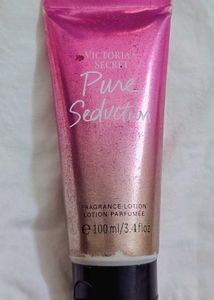 VICTORIA'S
SECRET
Pure
Seduction
FRAGRANCE LOTION
LOTION PARFUMÉE
℮ 100 ml/3.4 fl oz